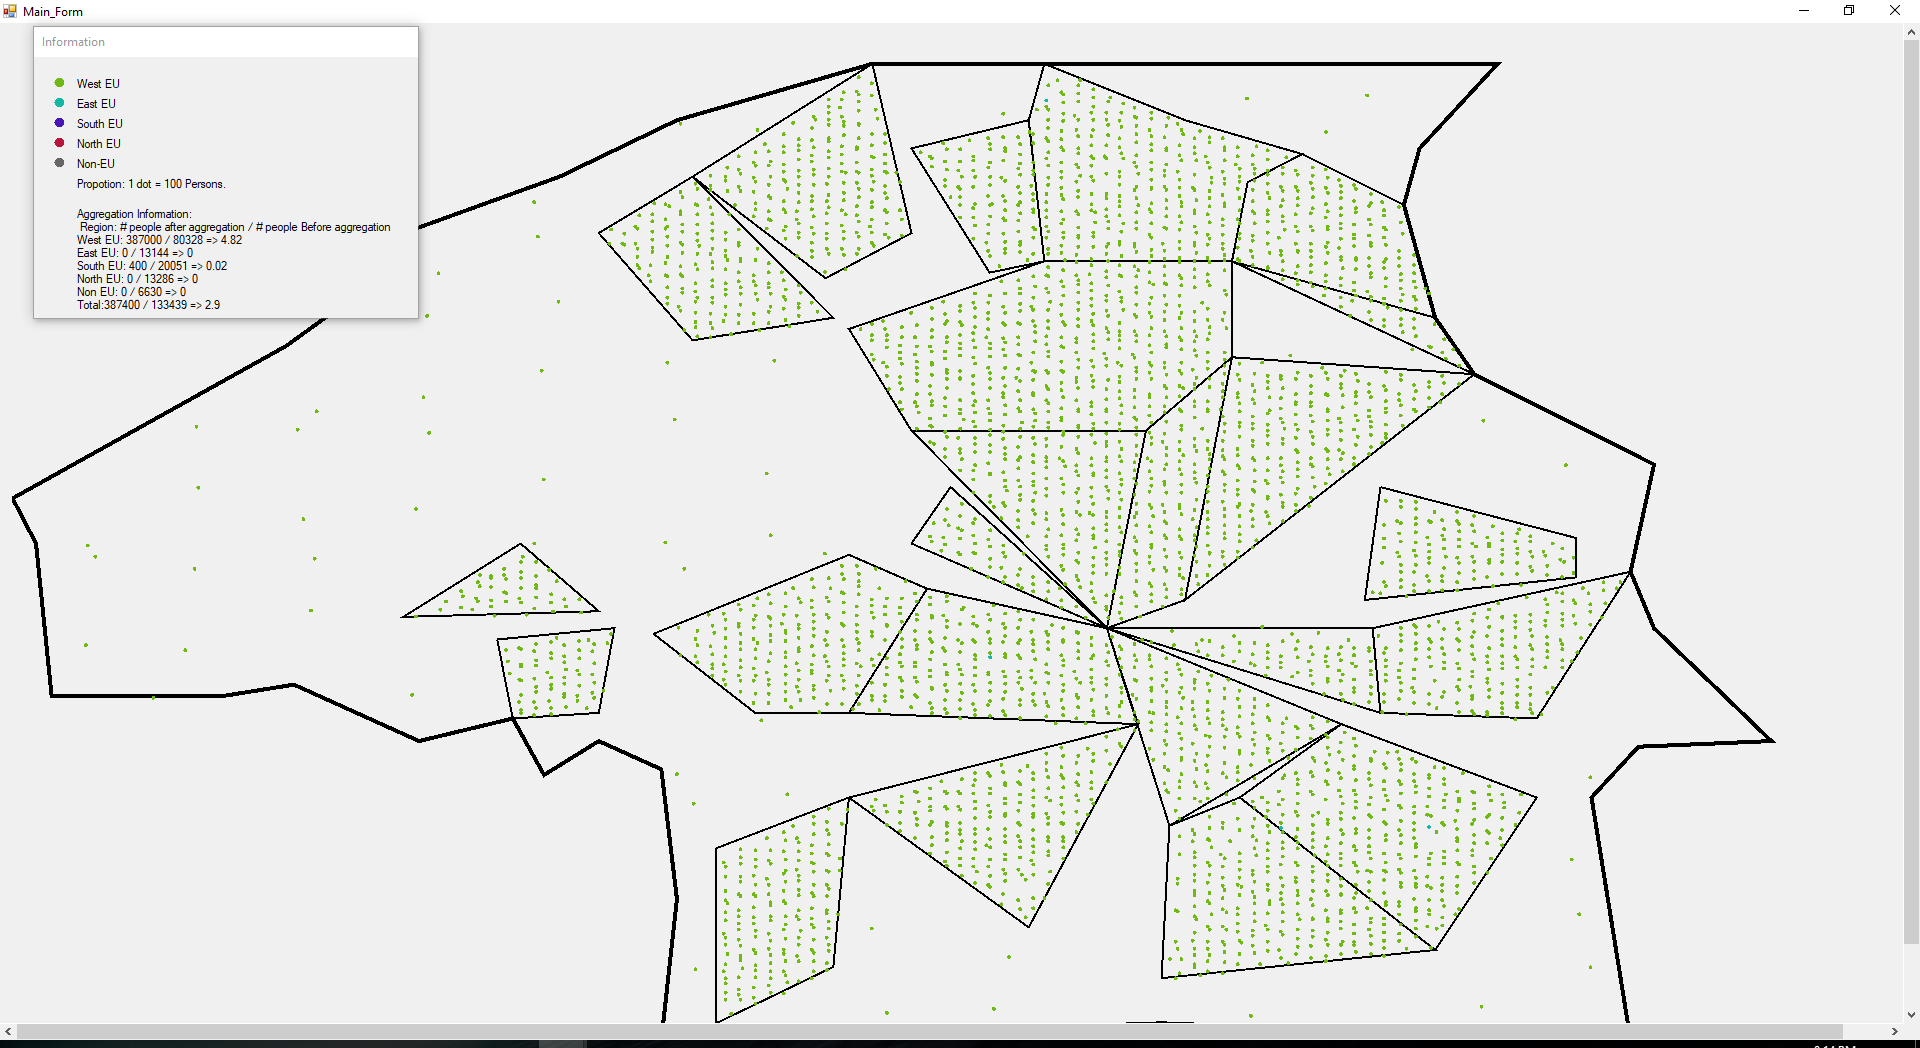 Main_Form
Information
West EU
East EU
South EU
North EU
Non-EU
Propotion: 1 dot = 100 Persons.
Aggregation Information:
Region: # people after aggregation / # people Before aggregation
West EU: 387000 / 80328 => 4.82
East EU: 0 / 13144 => 0
South EU: 400 / 20051 => 0.02
North EU: 0 / 13286 => 0
Non EU: 0 / 6630 => 0
Total:387400 / 133439 => 2.9